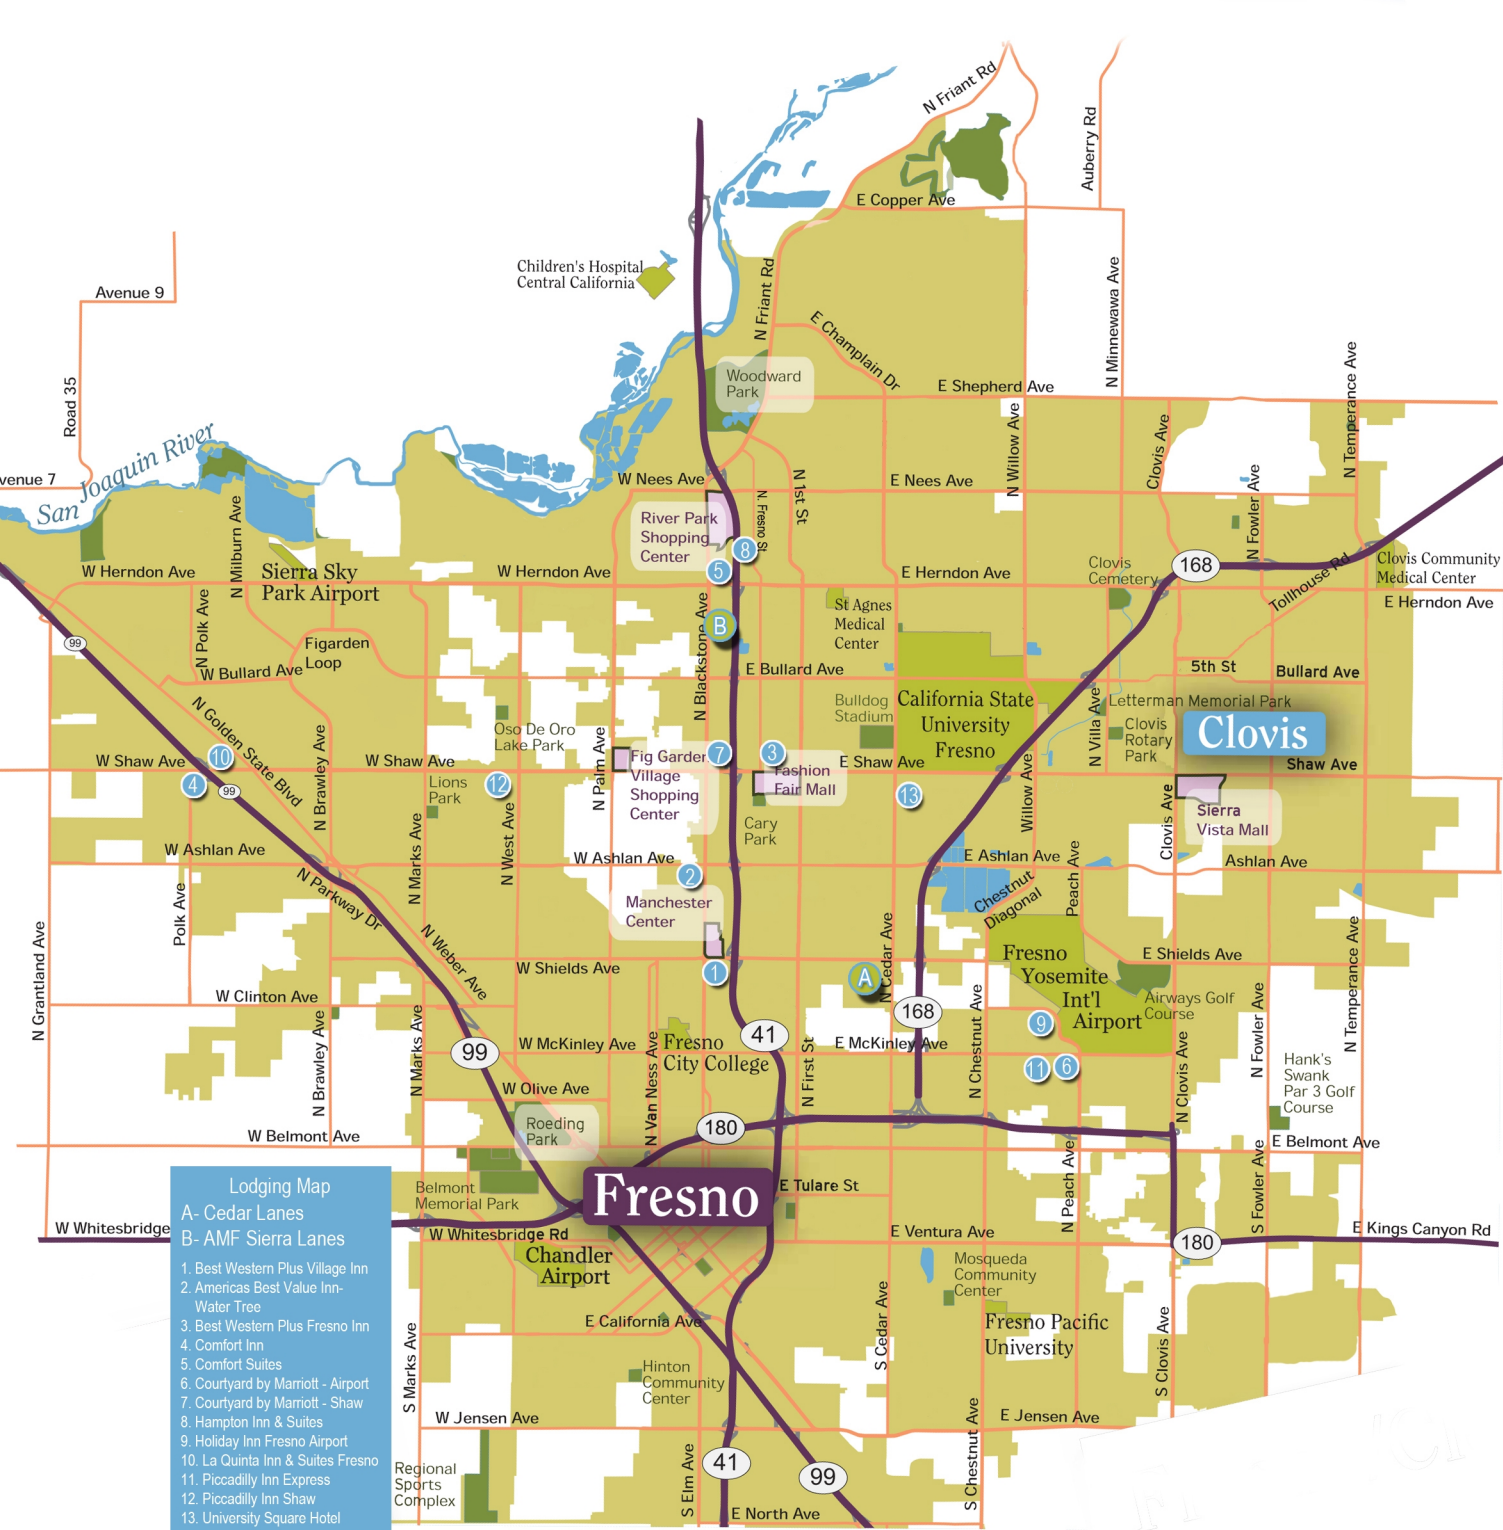 N Friant Rd
Auberry Rd
E Copper Ave
Children's Hospital
Central California
Avenue 9
N Friant Rd
N Minnewawa Ave
E Champlain Dr
Road 35
Woodward
Park
E Shepherd Ave
N Temperance Ave
San Joaquin River
venue 7
W Nees Ave
N 1st St
E Nees Ave
N Willow Ave
Clovis Ave
N Fowler Ave
N. Fresno St
River Park
Shopping
Center
8
5
N Milburn Ave
W Herndon Ave
Sierra Sky
Park Airport
W Herndon Ave
E Herndon Ave
Clovis
Cemetery
168
Tollhouse Rd
Clovis Community
Medical Center
E Herndon Ave
99
N Polk Ave
Figarden
Loop
W Bullard Ave
N Blackstone Ave
B
St Agnes
Medical
Center
E Bullard Ave
5th St
Bullard Ave
N Golden State Blvd
Oso De Oro
Lake Park
Bulldog
Stadium
California State
University
Fresno
N Villa Ave
Letterman Memorial Park
Clovis
Rotary
Park
Clovis
W Shaw Ave
10
4
99
N Brawley Ave
W Shaw Ave
Lions
Park
12
N Palm Ave
Fig Garden
Village
Shopping
Center
7
3
Fashion
Fair Mall
E Shaw Ave
13
Willow Ave
Shaw Ave
Sierra
Vista Mall
Clovis Ave
Cary
Park
W Ashlan Ave
N Marks Ave
N West Ave
W Ashlan Ave
2
E Ashlan Ave
Ashlan Ave
Chestnut
Diagonal
Peach Ave
N Parkway Dr
Polk Ave
Manchester
Center
N Grantland Ave
N Weber Ave
W Shields Ave
1
A
N Cedar Ave
Fresno
Yosemite
Int'l
Airport
E Shields Ave
Airways Golf
Course
N Temperance Ave
W Clinton Ave
N Brawley Ave
N Marks Ave
99
W McKinley Ave
N Van Ness Ave
Fresno
City College
41
N First St
E McKinley Ave
168
N Chestnut Ave
9
11
6
N Clovis Ave
N Fowler Ave
Hank's
Swank
Par 3 Golf
Course
W Olive Ave
Roeding
Park
180
W Belmont Ave
E Belmont Ave
Fresno
E Tulare St
N Peach Ave
S Fowler Ave
Belmont
Memorial Park
W Whitesbridge
W Whitesbridge Rd
E Ventura Ave
180
E Kings Canyon Rd
Chandler
Airport
Mosqueda
Community
Center
E California Ave
S Cedar Ave
Fresno Pacific
University
S Clovis Ave
S Marks Ave
Hinton
Community
Center
W Jensen Ave
E Jensen Ave
S Chestnut Ave
Regional
Sports
Complex
S Elm Ave
41
99
E North Ave
Lodging Map
A- Cedar Lanes
B- AMF Sierra Lanes
1. Best Western Plus Village Inn
2. Americas Best Value Inn-
Water Tree
3. Best Western Plus Fresno Inn
4. Comfort Inn
5. Comfort Suites
6. Courtyard by Marriott - Airport
7. Courtyard by Marriott - Shaw
8. Hampton Inn & Suites
9. Holiday Inn Fresno Airport
10. La Quinta Inn & Suites Fresno
11. Piccadilly Inn Express
12. Piccadilly Inn Shaw
13. University Square Hotel